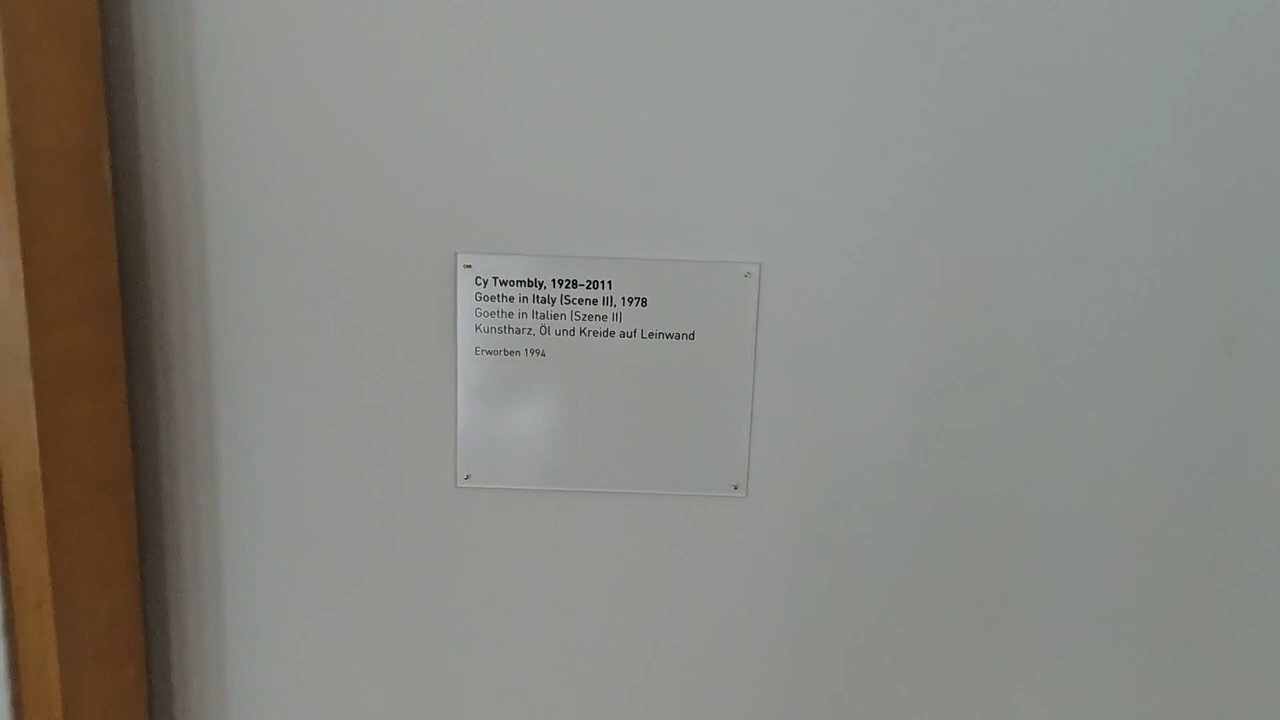 Cy Twombly, 1928–2011
Goethe in Italy (Scene II), 1978
Goethe in Italien (Szene II)
Kunstharz, Öl und Kreide auf Leinwand
Erworben 1994